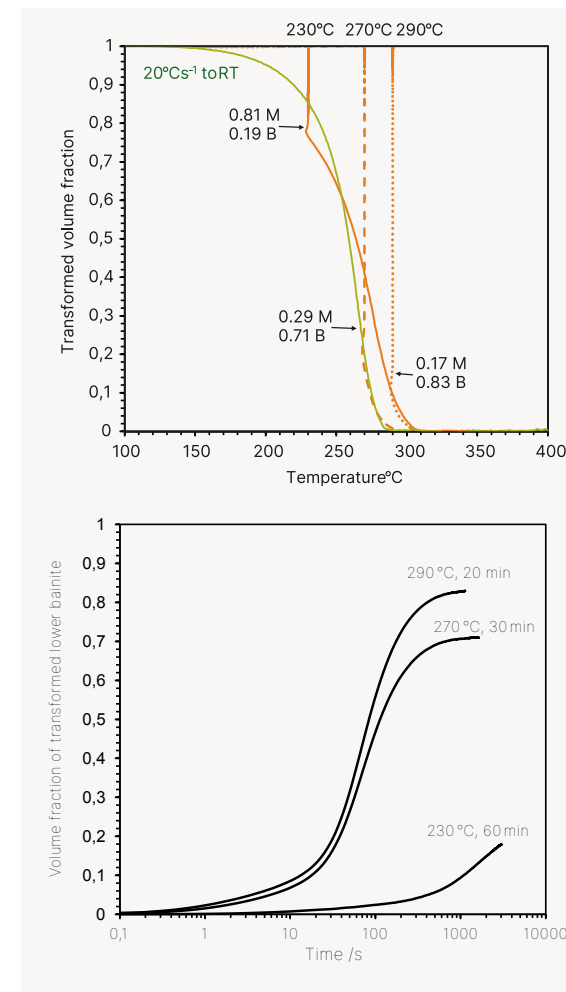 230°C 270°C 290°C
1
20°Cs⁻¹ to RT
0,9
0.81 M
0.19 B
0,8
0,7
0,6
0,5
0,4
0,3
0.29 M
0.71 B
0,2
0.17 M
0.83 B
0,1
0
Transformed volume fraction
100 150 200 250 300 350 400
Temperature°C
1
0,9
290 °C, 20 min
0,8
270 °C, 30 min
0,7
0,6
0,5
0,4
0,3
230 °C, 60 min
0,2
0,1
0
Volume fraction of transformed lower bainite
0,1 1 10 100 1000 10000
Time /s